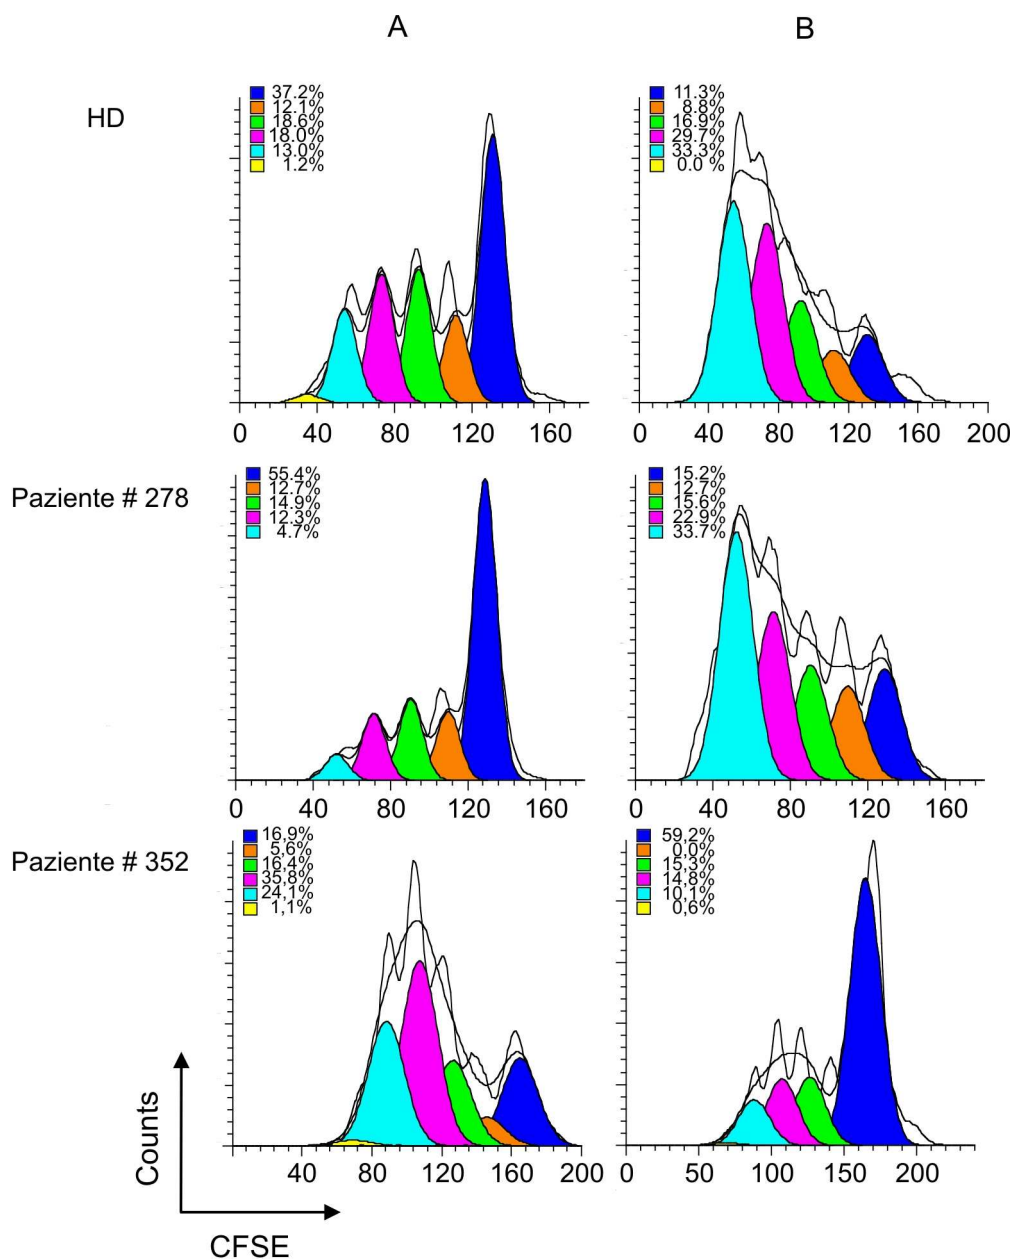 A B
HD
37.2%
12.1%
18.6%
18.0%
13.0%
1.2%
0 40 80 120 160
11.3%
8.8%
16.9%
29.7%
33.3%
0.0 %
0 40 80 120 160 200
Paziente # 278
55.4%
12.7%
14.9%
12.3%
4.7%
0 40 80 120 160
15.2%
12.7%
15.6%
22.9%
33.7%
0 40 80 120 160
Paziente # 352
16,9%
5,6%
16,4%
35,8%
24,1%
1,1%
40 80 120 160 200
59,2%
0,0%
15,3%
14,8%
10,1%
0,6%
0 50 100 150 200
Counts
CFSE